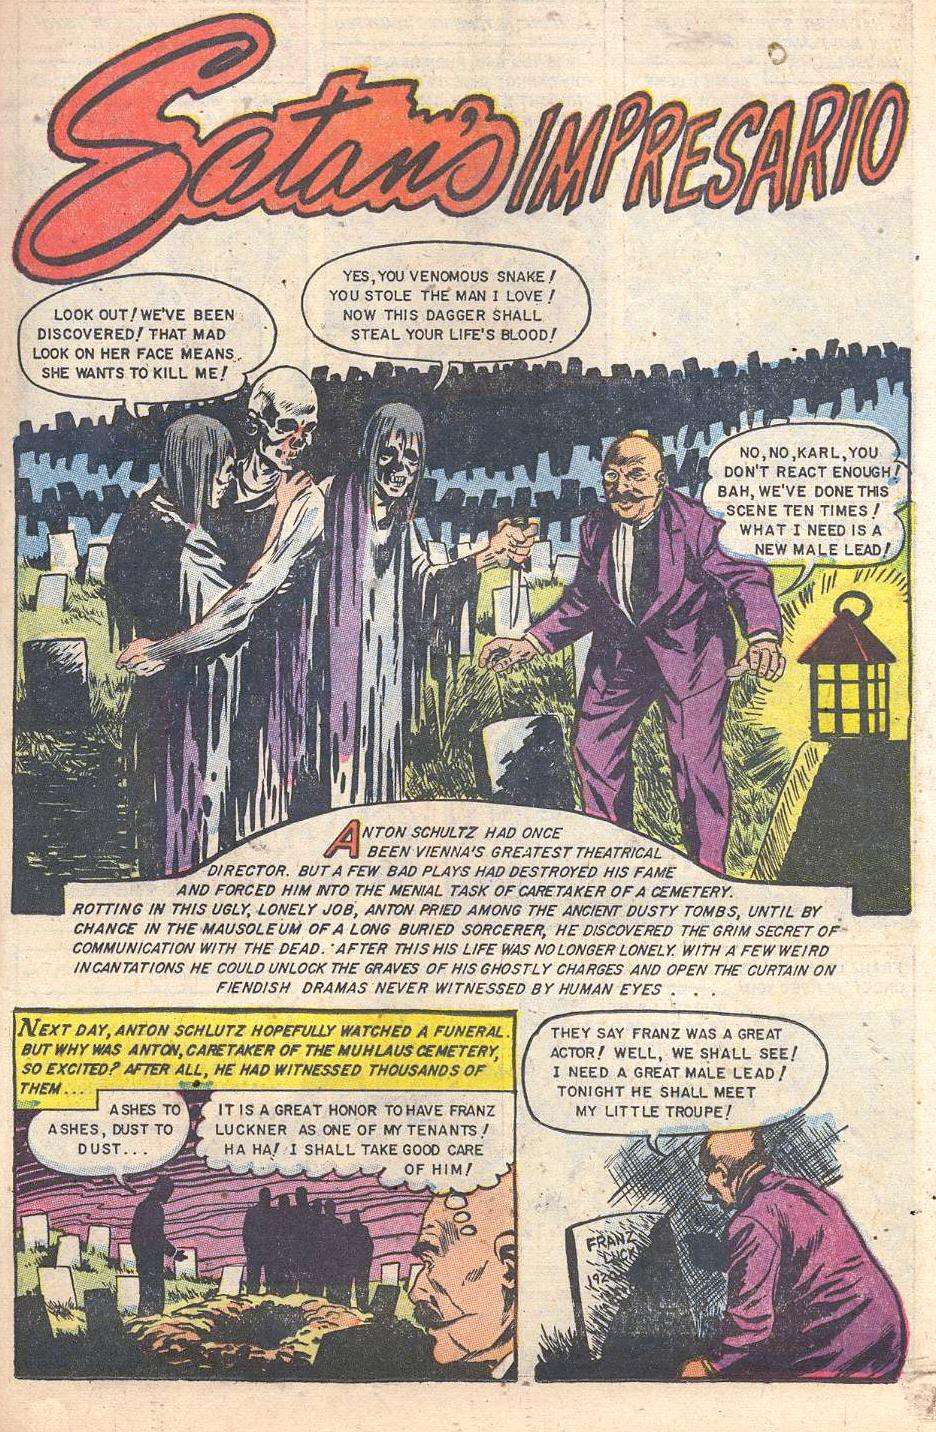 Satan's IMPRESARIO
LOOK OUT! WE'VE BEEN
DISCOVERED! THAT MAD
LOOK ON HER FACE MEANS
SHE WANTS TO KILL ME!
YES, YOU VENOMOUS SNAKE!
YOU STOLE THE MAN I LOVE!
NOW THIS DAGGER SHALL
STEAL YOUR LIFE'S BLOOD!
NO, NO, KARL, YOU
DON'T REACT ENOUGH!
BAH, WE'VE DONE THIS
SCENE TEN TIMES!
WHAT I NEED IS A
NEW MALE LEAD!
ANTON SCHULTZ HAD ONCE
BEEN VIENNA'S GREATEST THEATRICAL
DIRECTOR. BUT A FEW BAD PLAYS HAD DESTROYED HIS FAME
AND FORCED HIM INTO THE MENIAL TASK OF CARETAKER OF A CEMETERY.
ROTTING IN THIS UGLY, LONELY JOB, ANTON PRIED AMONG THE ANCIENT DUSTY TOMBS, UNTIL BY
CHANCE IN THE MAUSOLEUM OF A LONG BURIED SORCERER, HE DISCOVERED THE GRIM SECRET OF
COMMUNICATION WITH THE DEAD. AFTER THIS HIS LIFE WAS NO LONGER LONELY. WITH A FEW WEIRD
INCANTATIONS HE COULD UNLOCK THE GRAVES OF HIS GHOSTLY CHARGES AND OPEN THE CURTAIN ON
FIENDISH DRAMAS NEVER WITNESSED BY HUMAN EYES . . . .
NEXT DAY, ANTON SCHLUTZ HOPEFULLY WATCHED A FUNERAL.
BUT WHY WAS ANTON, CARETAKER OF THE MUHLAUS CEMETERY,
SO EXCITED? AFTER ALL, HE HAD WITNESSED THOUSANDS OF
THEM...
ASHES TO
ASHES, DUST TO
DUST...
IT IS A GREAT HONOR TO HAVE FRANZ
LUCKNER AS ONE OF MY TENANTS!
HA HA! I SHALL TAKE GOOD CARE
OF HIM!
THEY SAY FRANZ WAS A GREAT
ACTOR! WELL, WE SHALL SEE!
I NEED A GREAT MALE LEAD!
TONIGHT HE SHALL MEET
MY LITTLE TROUPE!
FRANZ
LUCK